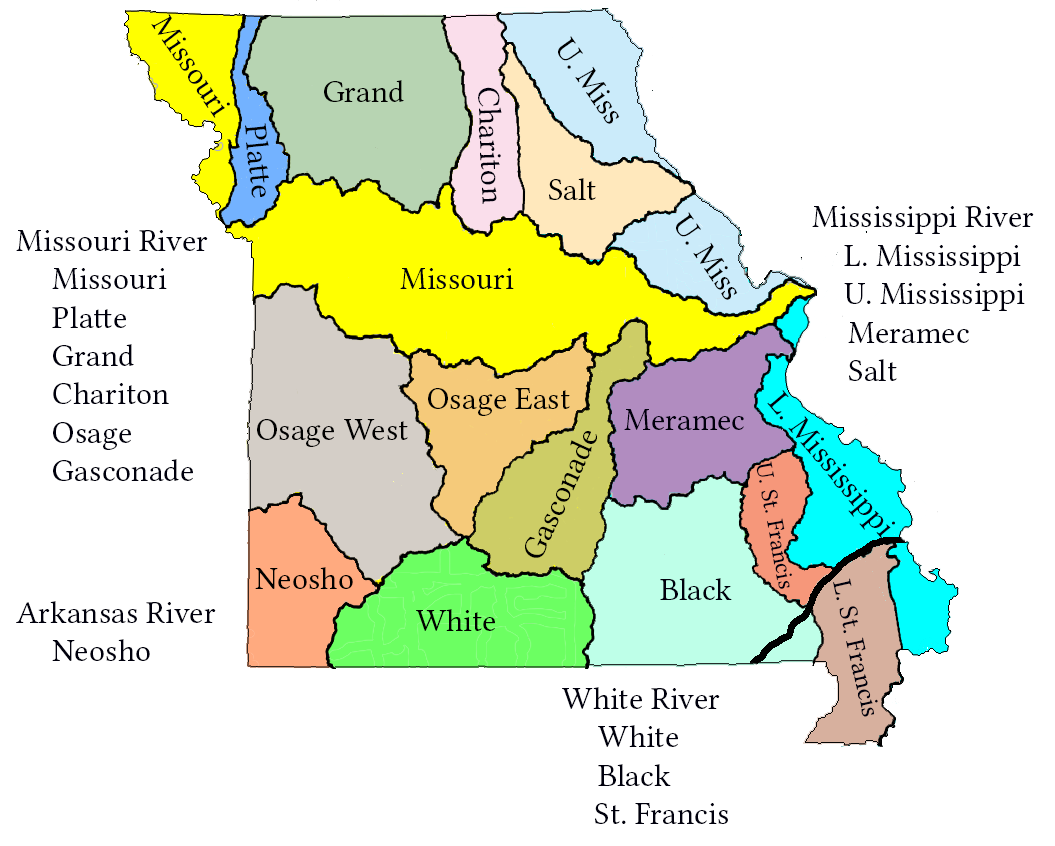 Missouri
Platte
Grand
Chariton
U. Miss
Salt
U. Miss
Missouri
Mississippi River
L. Mississippi
U. Mississippi
Meramec
Salt
Missouri River
Missouri
Platte
Grand
Chariton
Osage
Gasconade
Osage West
Osage East
Gasconade
Meramec
L. Mississippi
U. St. Francis
Neosho
White
Black
L. St. Francis
Arkansas River
Neosho
White River
White
Black
St. Francis